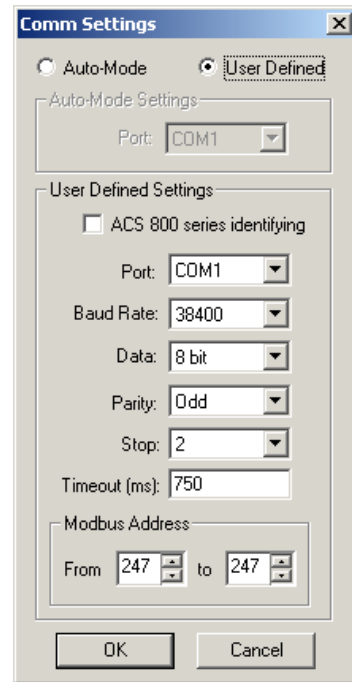 Comm Settings
Auto-Mode User Defined
Auto-Mode Settings
Port: COM1
User Defined Settings
ACS 800 series identifying
Port: COM1
Baud Rate: 38400
Data: 8 bit
Parity: Odd
Stop: 2
Timeout (ms): 750
Modbus Address
From 247 to 247
OK Cancel